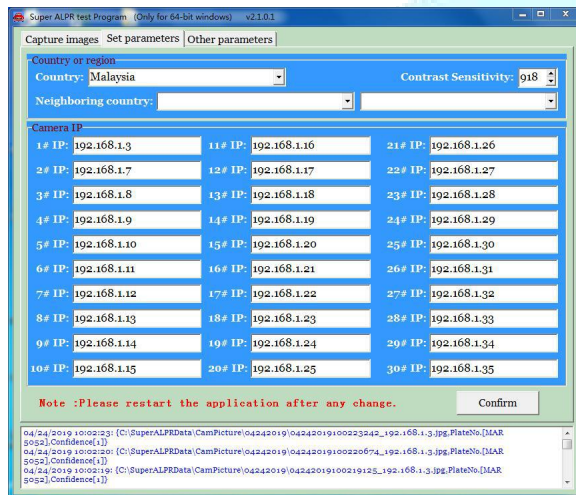 Super ALPR test Program (Only for 64-bit windows) v2.1.0.1
Capture images Set parameters Other parameters
Country or region
Country: Malaysia Contrast Sensitivity: 918
Neighboring country:
Camera IP
1# IP: 192.168.1.3 11# IP: 192.168.1.16 21# IP: 192.168.1.26
2# IP: 192.168.1.7 12# IP: 192.168.1.17 22# IP: 192.168.1.27
3# IP: 192.168.1.8 13# IP: 192.168.1.18 23# IP: 192.168.1.28
4# IP: 192.168.1.9 14# IP: 192.168.1.19 24# IP: 192.168.1.29
5# IP: 192.168.1.10 15# IP: 192.168.1.20 25# IP: 192.168.1.30
6# IP: 192.168.1.11 16# IP: 192.168.1.21 26# IP: 192.168.1.31
7# IP: 192.168.1.12 17# IP: 192.168.1.22 27# IP: 192.168.1.32
8# IP: 192.168.1.13 18# IP: 192.168.1.23 28# IP: 192.168.1.33
9# IP: 192.168.1.14 19# IP: 192.168.1.24 29# IP: 192.168.1.34
10# IP: 192.168.1.15 20# IP: 192.168.1.25 30# IP: 192.168.1.35
Note :Please restart the application after any change. Confirm
04/24/2019 10:02:23: {C:\SuperALPRData\CamPicture\04242019\04242019100223242_192.168.1.3.jpg,PlateNo.[MAR
5052],Confidence[1]}
04/24/2019 10:02:20: {C:\SuperALPRData\CamPicture\04242019\04242019100220674_192.168.1.3.jpg,PlateNo.[MAR
5052],Confidence[1]}
04/24/2019 10:02:19: {C:\SuperALPRData\CamPicture\04242019\04242019100219125_192.168.1.3.jpg,PlateNo.[MAR
5052],Confidence[1]}